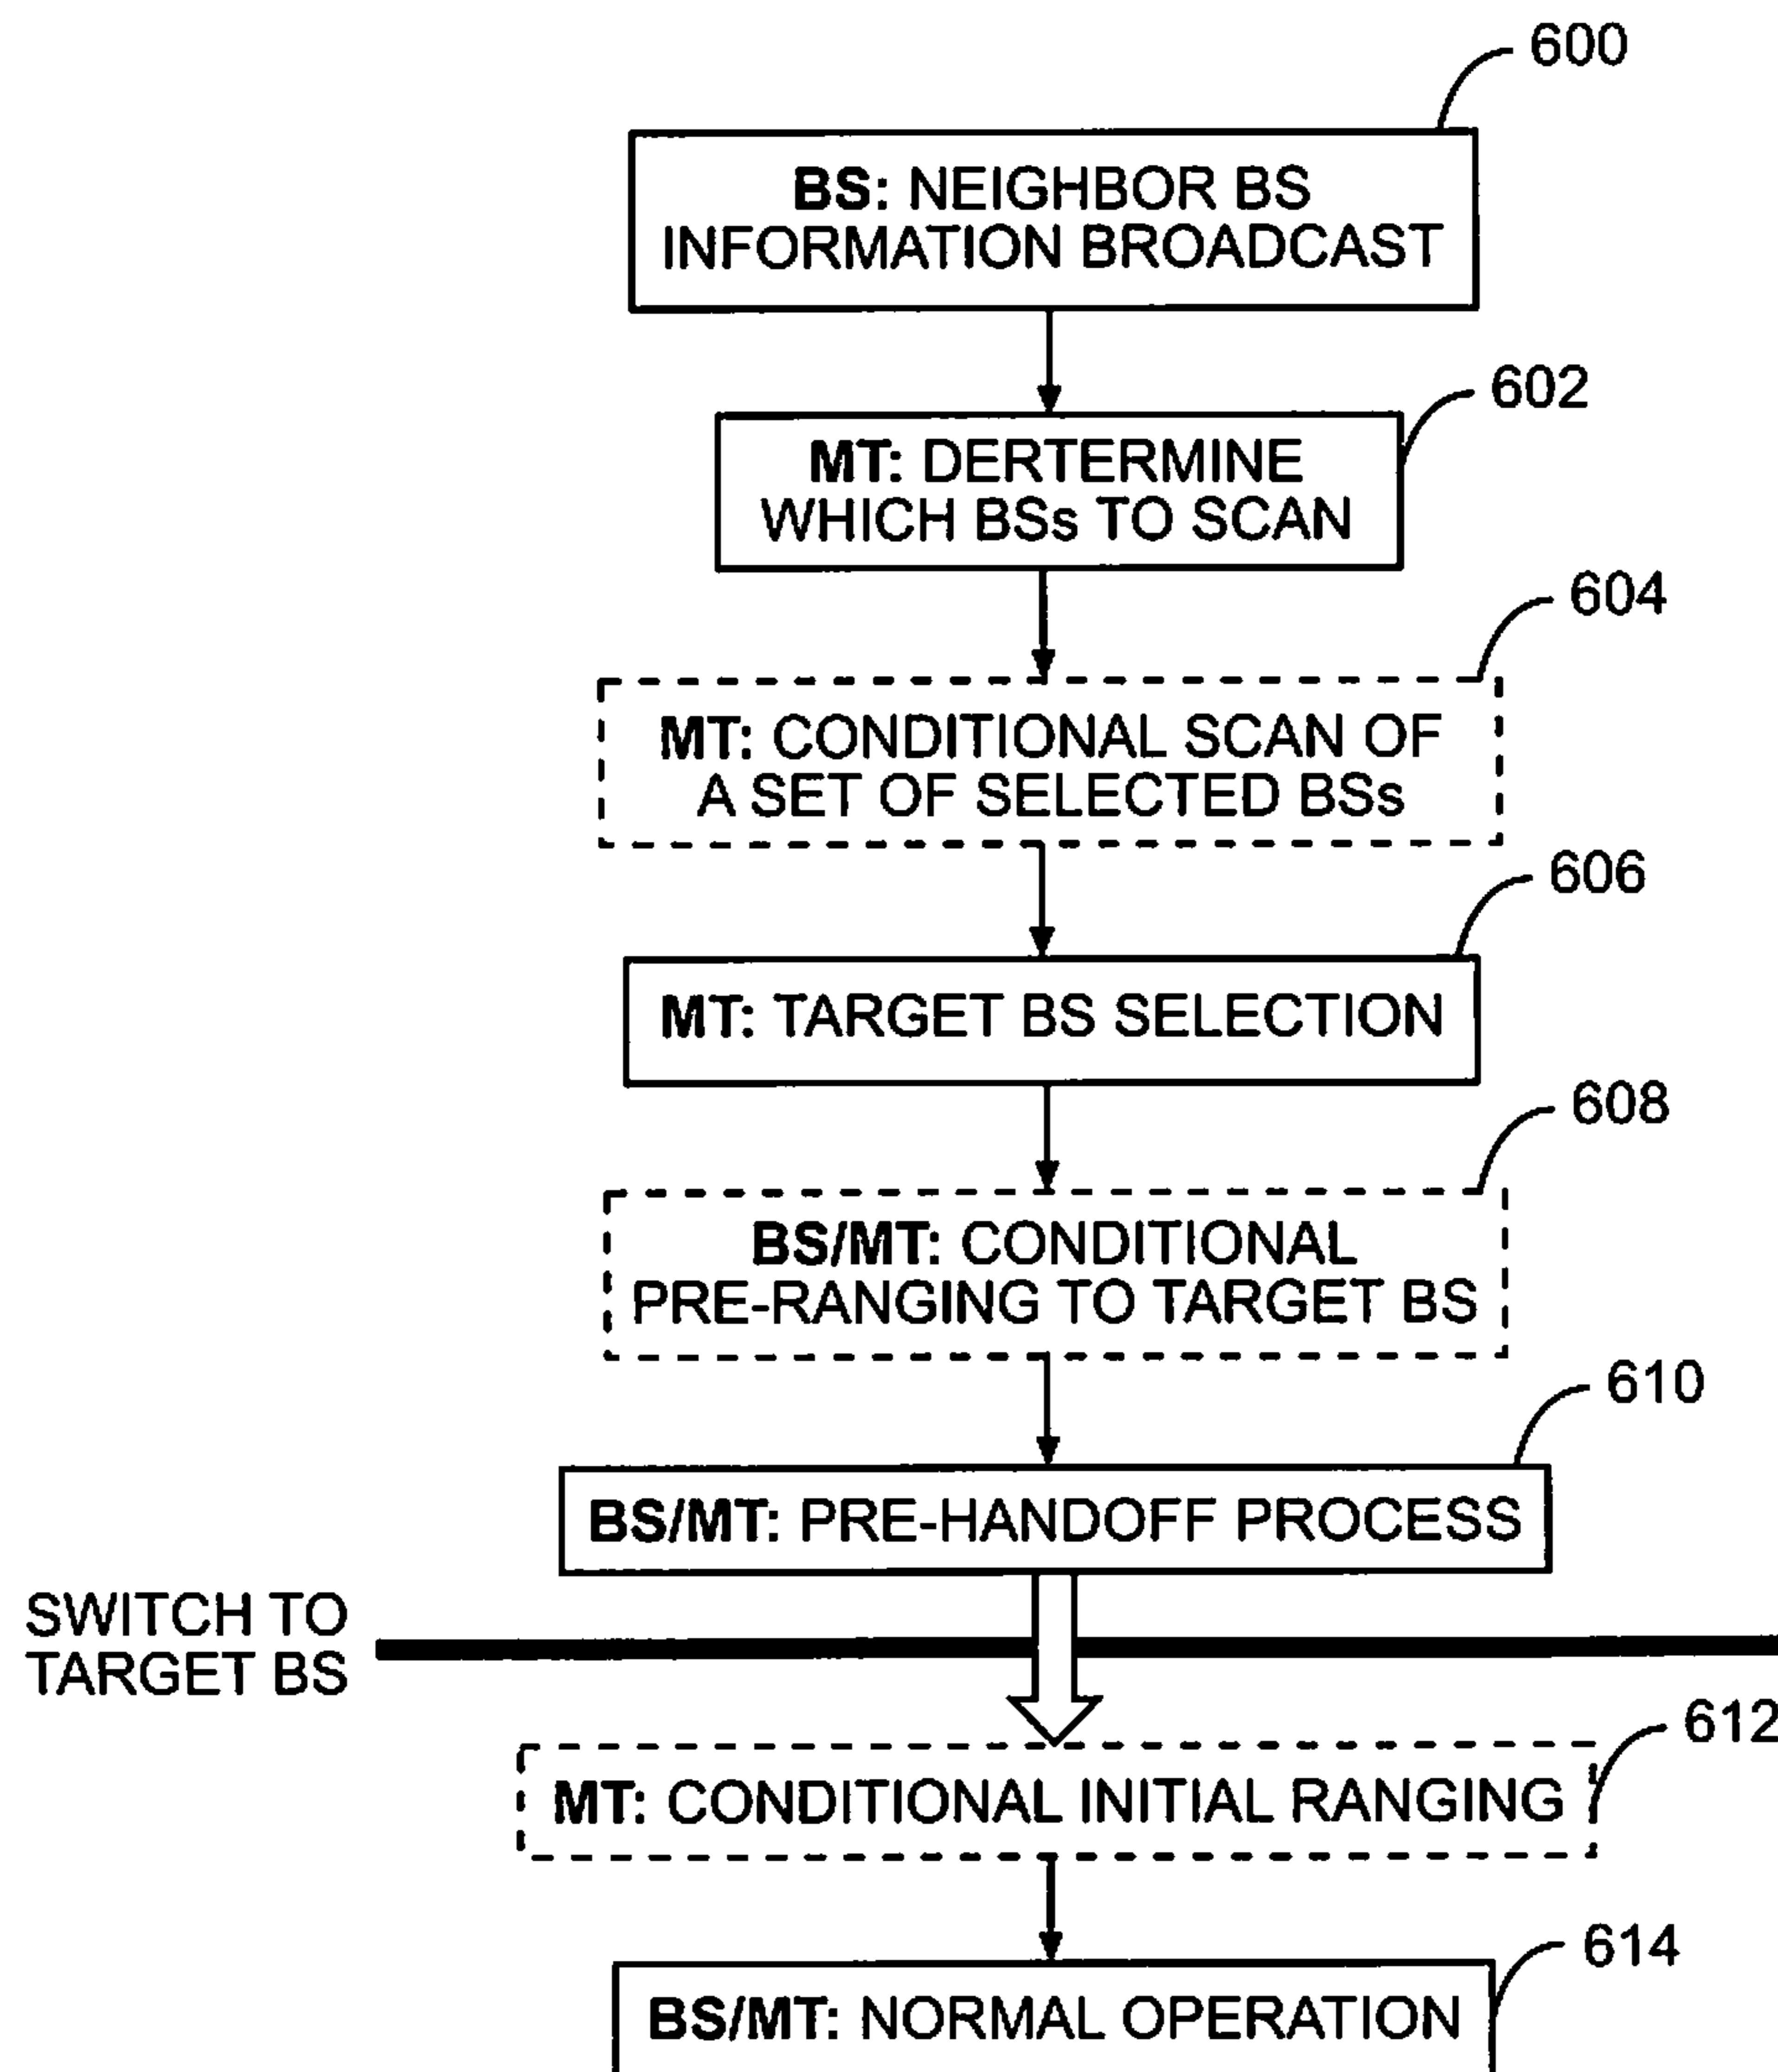 600
BS: NEIGHBOR BS
INFORMATION BROADCAST
602
MT: DERTERMINE
WHICH BSs TO SCAN
604
MT: CONDITIONAL SCAN OF
A SET OF SELECTED BSs
606
MT: TARGET BS SELECTION
608
BS/MT: CONDITIONAL
PRE-RANGING TO TARGET BS
610
BS/MT: PRE-HANDOFF PROCESS
SWITCH TO
TARGET BS
612
MT: CONDITIONAL INITIAL RANGING
614
BS/MT: NORMAL OPERATION